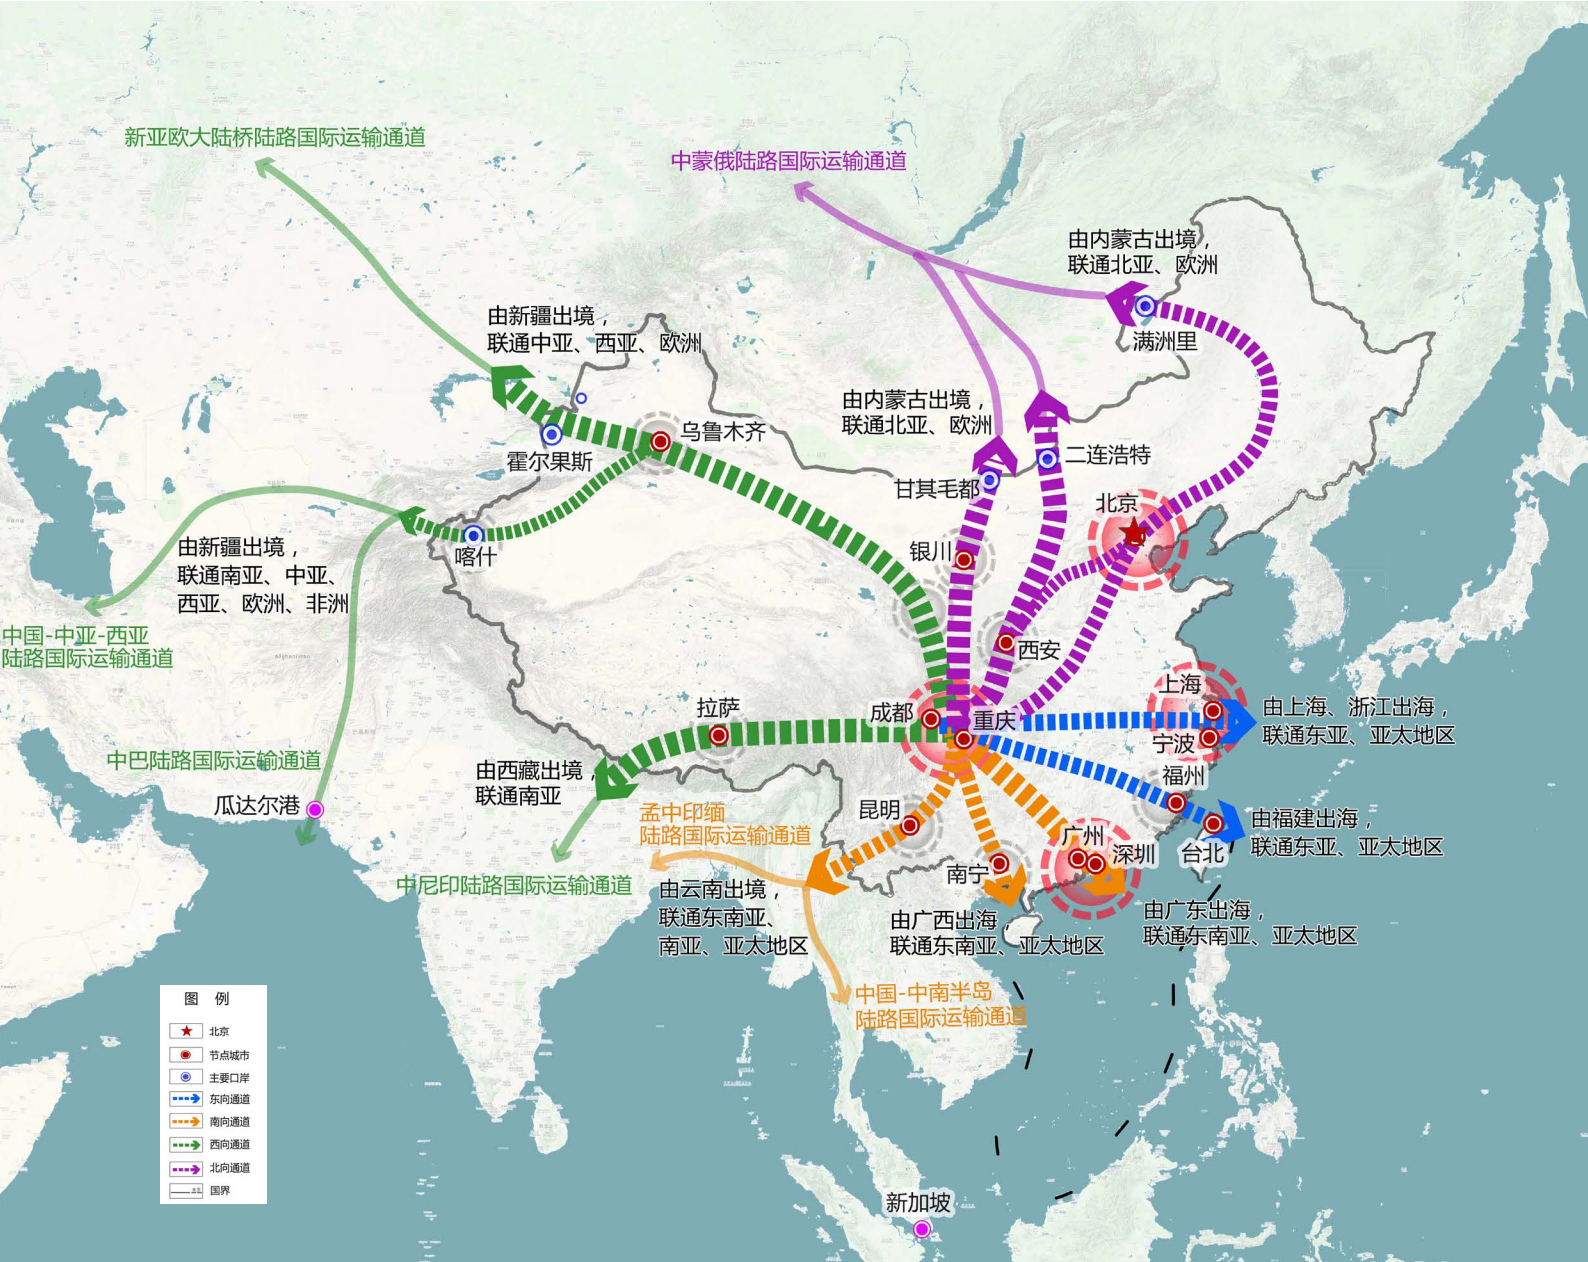 新亚欧大陆桥陆路国际运输通道
中蒙俄陆路国际运输通道
由内蒙古出境，
联通北亚、欧洲
满洲里
由新疆出境，
联通中亚、西亚、欧洲
由内蒙古出境，
联通北亚、欧洲
乌鲁木齐
霍尔果斯
二连浩特
甘其毛都
北京
银川
喀什
由新疆出境，
联通南亚、中亚、
西亚、欧洲、非洲
中国-中亚-西亚
陆路国际运输通道
西安
上海
拉萨
成都
重庆
由上海、浙江出海，
联通东亚、亚太地区
宁波
中巴陆路国际运输通道
瓜达尔港
由西藏出境，
联通南亚
福州
昆明
孟中印缅
陆路国际运输通道
由福建出海，
联通东亚、亚太地区
广州
深圳
台北
南宁
中尼印陆路国际运输通道
由云南出境，
联通东南亚、
南亚、亚太地区
由广西出海
联通东南亚、亚太地区
由广东出海，
联通东南亚、亚太地区
中国-中南半岛
陆路国际运输通道
新加坡
图 例
北京
节点城市
主要口岸
东向通道
南向通道
西向通道
北向通道
国界